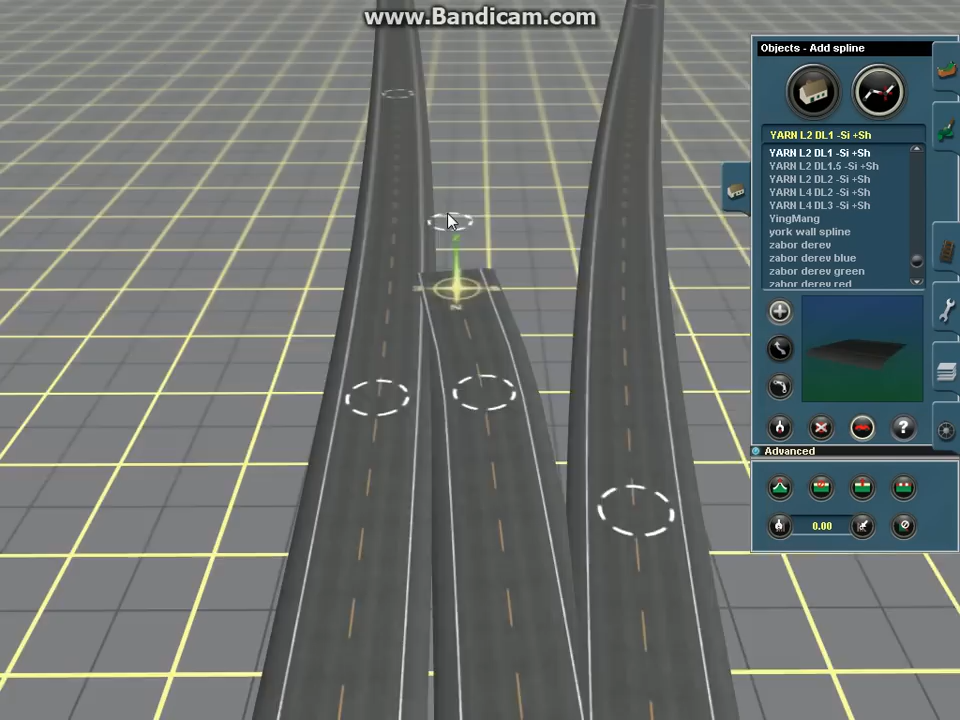 www.Bandicam.com
Objects - Add spline
YARN L2 DL1 -Si +Sh
YARN L2 DL1 -Si +Sh
YARN L2 DL1.5 -Si +Sh
YARN L2 DL2 -Si +Sh
YARN L4 DL2 -Si +Sh
YARN L4 DL3 -Si +Sh
YingMang
york wall spline
zabor derev
zabor derev blue
zabor derev green
zabor derev red
?
Advanced
0.00
N